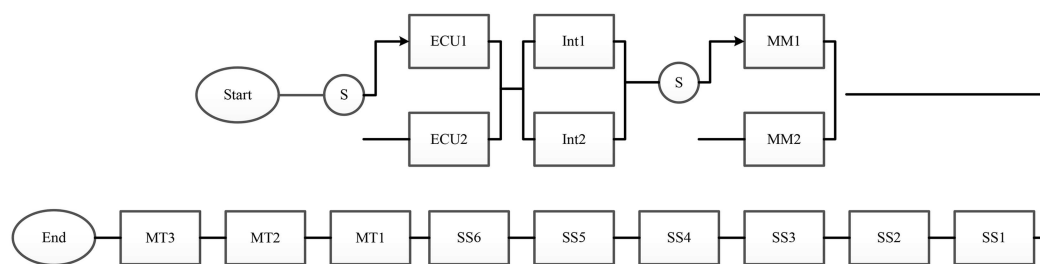 ECU1 Int1 MM1
Start S S
ECU2 Int2 MM2
End MT3 MT2 MT1 SS6 SS5 SS4 SS3 SS2 SS1